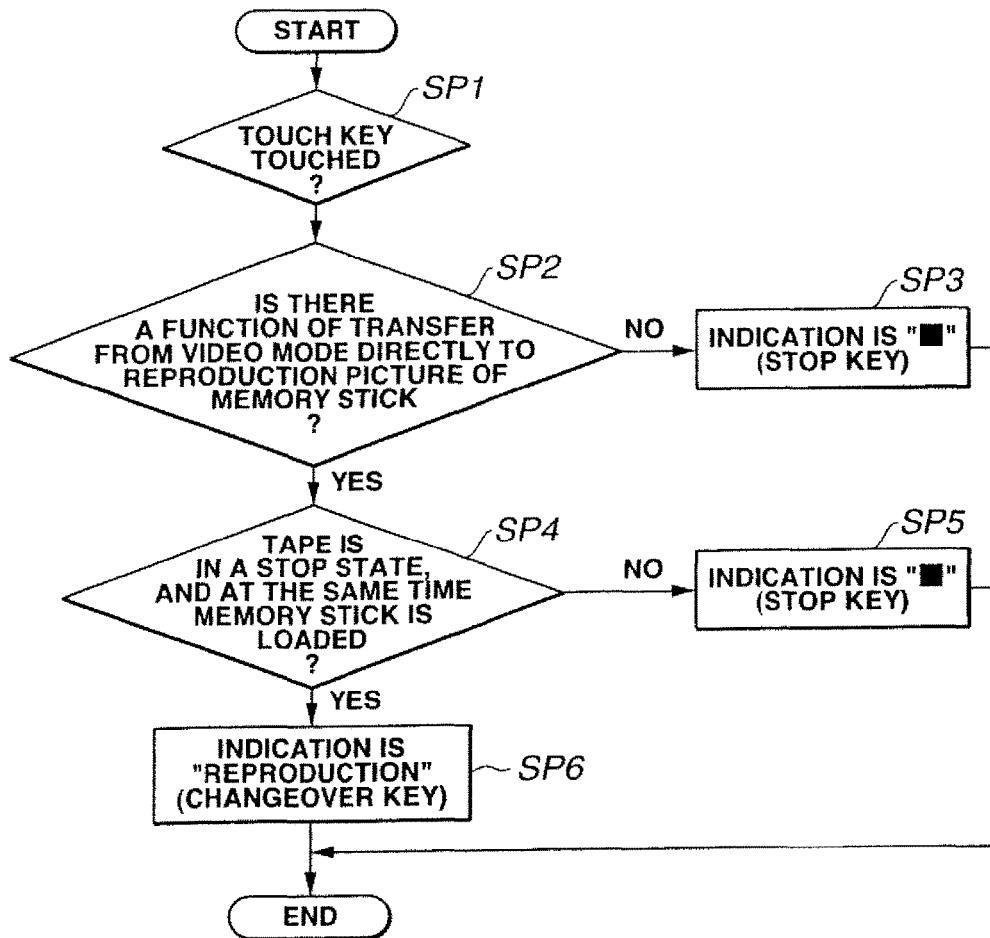 START
SP1
TOUCH KEY
TOUCHED
?
SP2
IS THERE
A FUNCTION OF TRANSFER
FROM VIDEO MODE DIRECTLY TO
REPRODUCTION PICTURE OF
MEMORY STICK
?
NO
SP3
INDICATION IS "■"
(STOP KEY)
YES
SP4
TAPE IS
IN A STOP STATE,
AND AT THE SAME TIME
MEMORY STICK IS
LOADED
?
NO
SP5
INDICATION IS "■"
(STOP KEY)
YES
INDICATION IS
"REPRODUCTION"
(CHANGEOVER KEY)
SP6
END